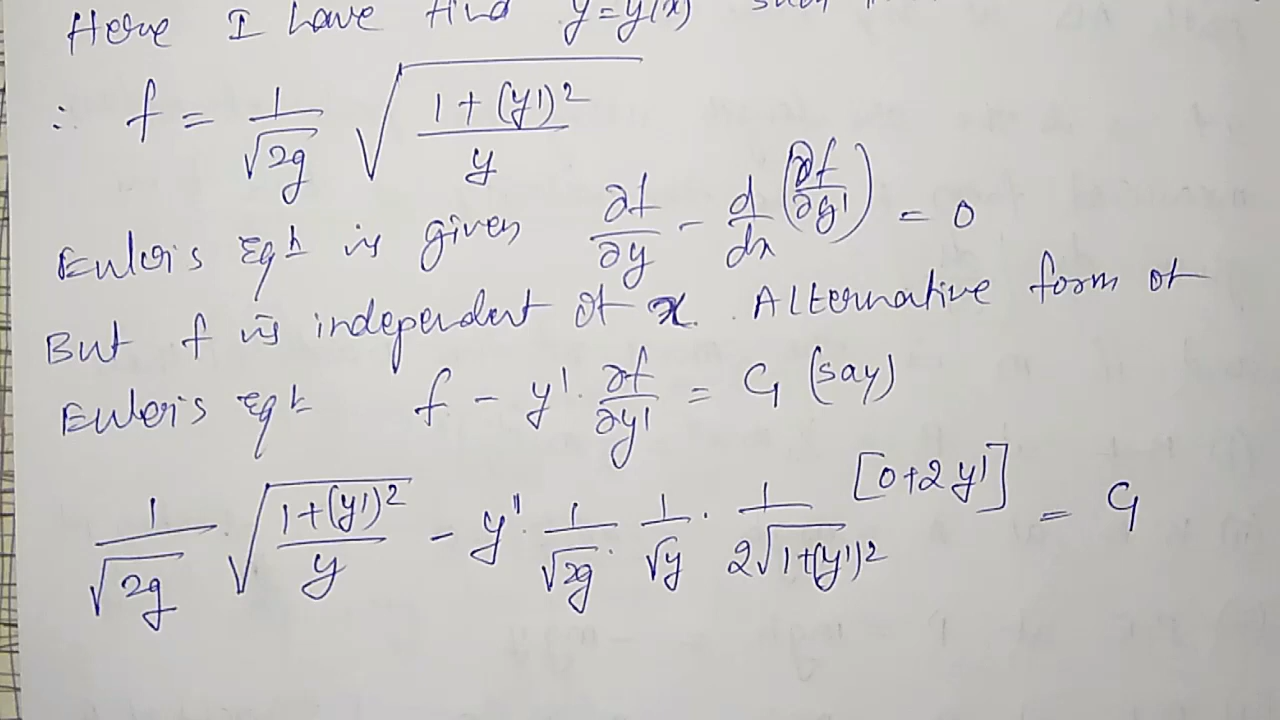 Here I have find y=y(x)
∴ f = 1/√2g √(1+(y')²/y)
Euler's Eqn is given ∂f/∂y - d/dx (∂f/∂y') = 0
But f is independent of x. Alternative form of
Euler's Eqn f - y'. ∂f/∂y' = C₁ (say)
1/√2g √(1+(y')²/y) - y'. 1/√2g . 1/√y . 1/2√1+(y')² [0+2y'] = C₁